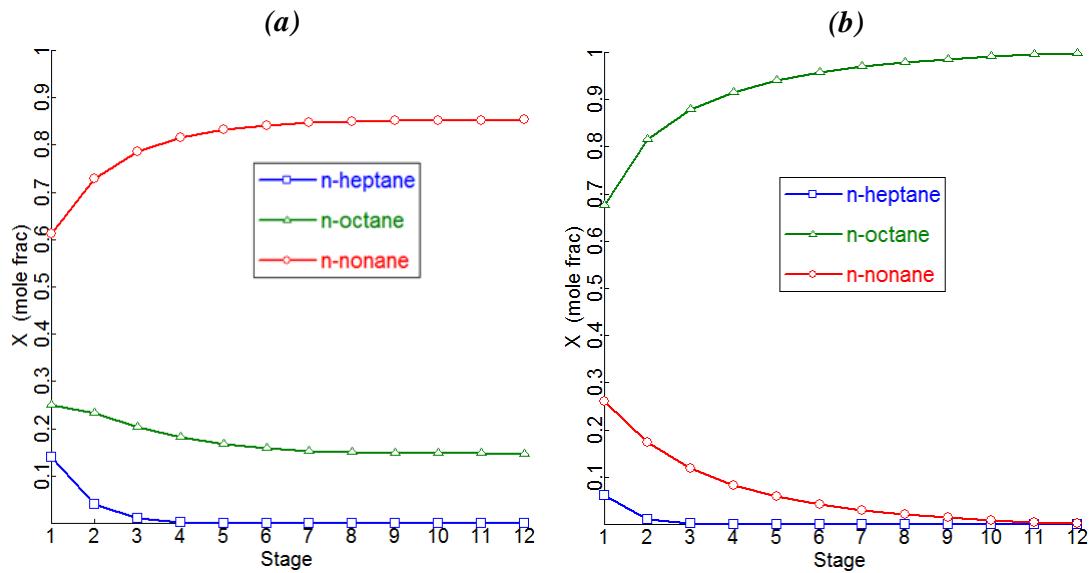 (a)
1
0.9
0.8
0.7
0.6
0.5
0.4
0.3
0.2
0.1
X (mole frac)
n-heptane
n-octane
n-nonane
1 2 3 4 5 6 7 8 9 10 11 12
Stage
(b)
1
0.9
0.8
0.7
0.6
0.5
0.4
0.3
0.2
0.1
X (mole frac)
n-heptane
n-octane
n-nonane
1 2 3 4 5 6 7 8 9 10 11 12
Stage